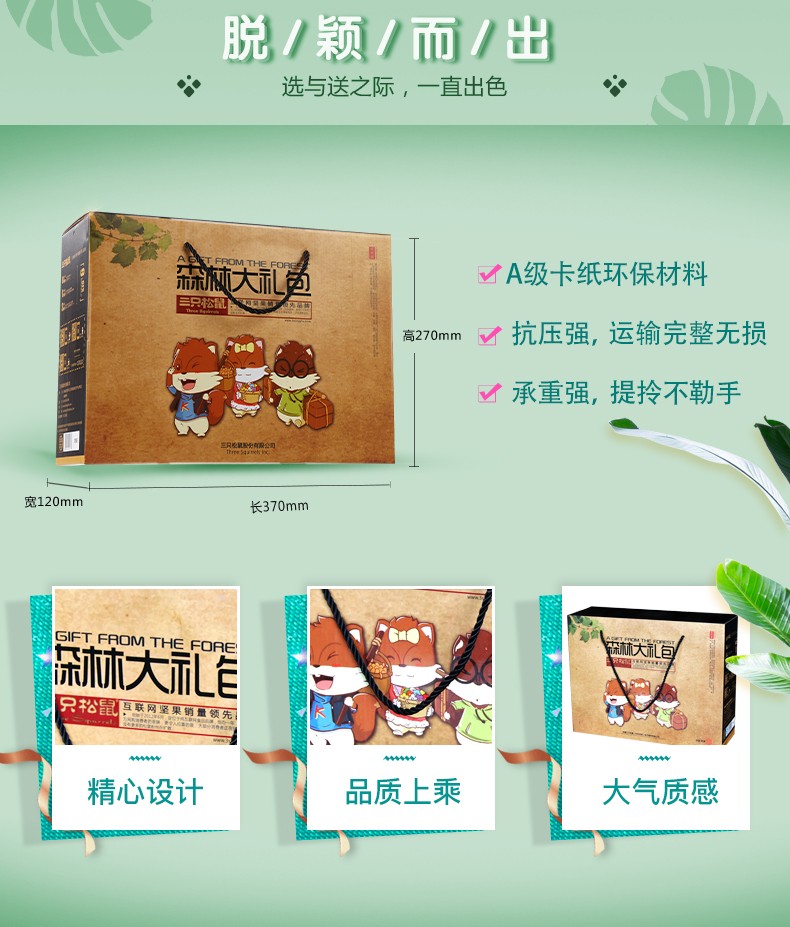 脱/颖/而/出
选与送之际，一直出色
A GIFT FROM THE FOREST
森林大礼包
三只松鼠
Three Squirrels
三只松鼠股份有限公司
Three Squirrels Inc.
高270mm
宽120mm
长370mm
A级卡纸环保材料
抗压强, 运输完整无损
承重强, 提拎不勒手
GIFT FROM THE FORES
森林大礼包
只松鼠
互联网坚果销量领先
精心设计
品质上乘
A GIFT FROM THE FOREST
森林大礼包
大气质感